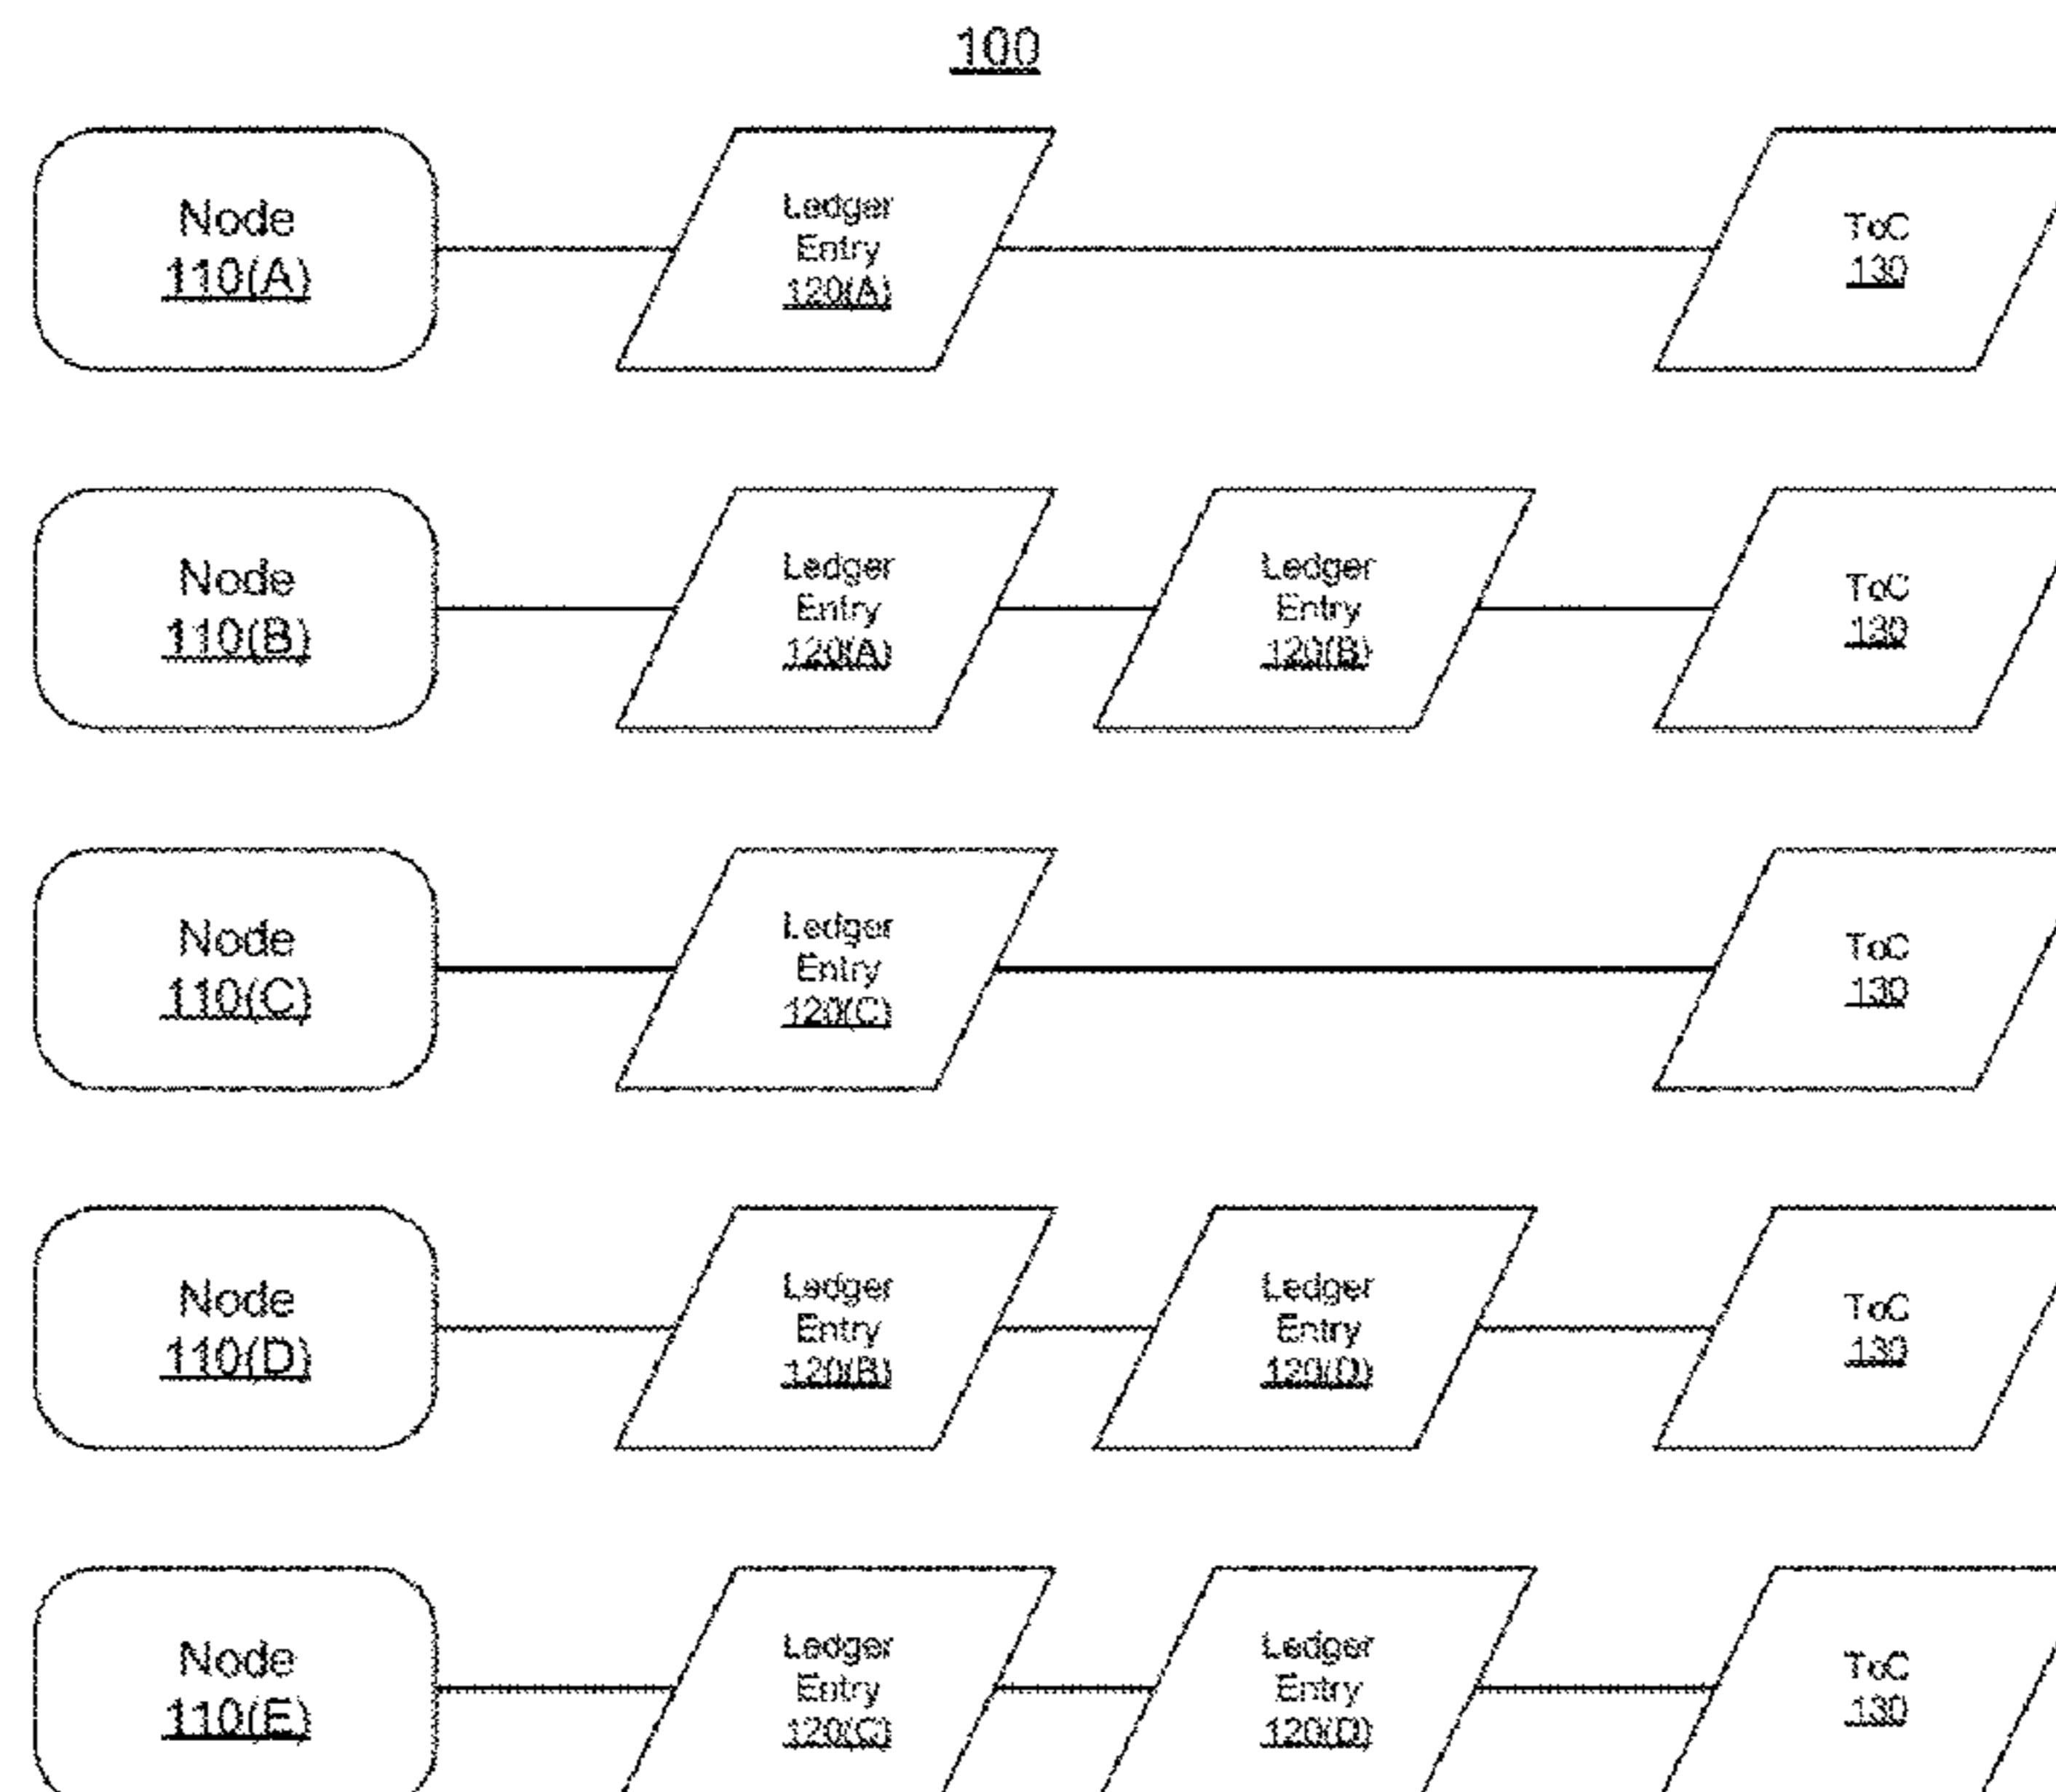 100
Node
110(A)
Ledger
Entry
120(A)
ToC
130
Node
110(B)
Ledger
Entry
120(A)
Ledger
Entry
120(B)
ToC
130
Node
110(C)
Ledger
Entry
120(C)
ToC
130
Node
110(D)
Ledger
Entry
120(B)
Ledger
Entry
120(D)
ToC
130
Node
110(E)
Ledger
Entry
120(C)
Ledger
Entry
120(D)
ToC
130